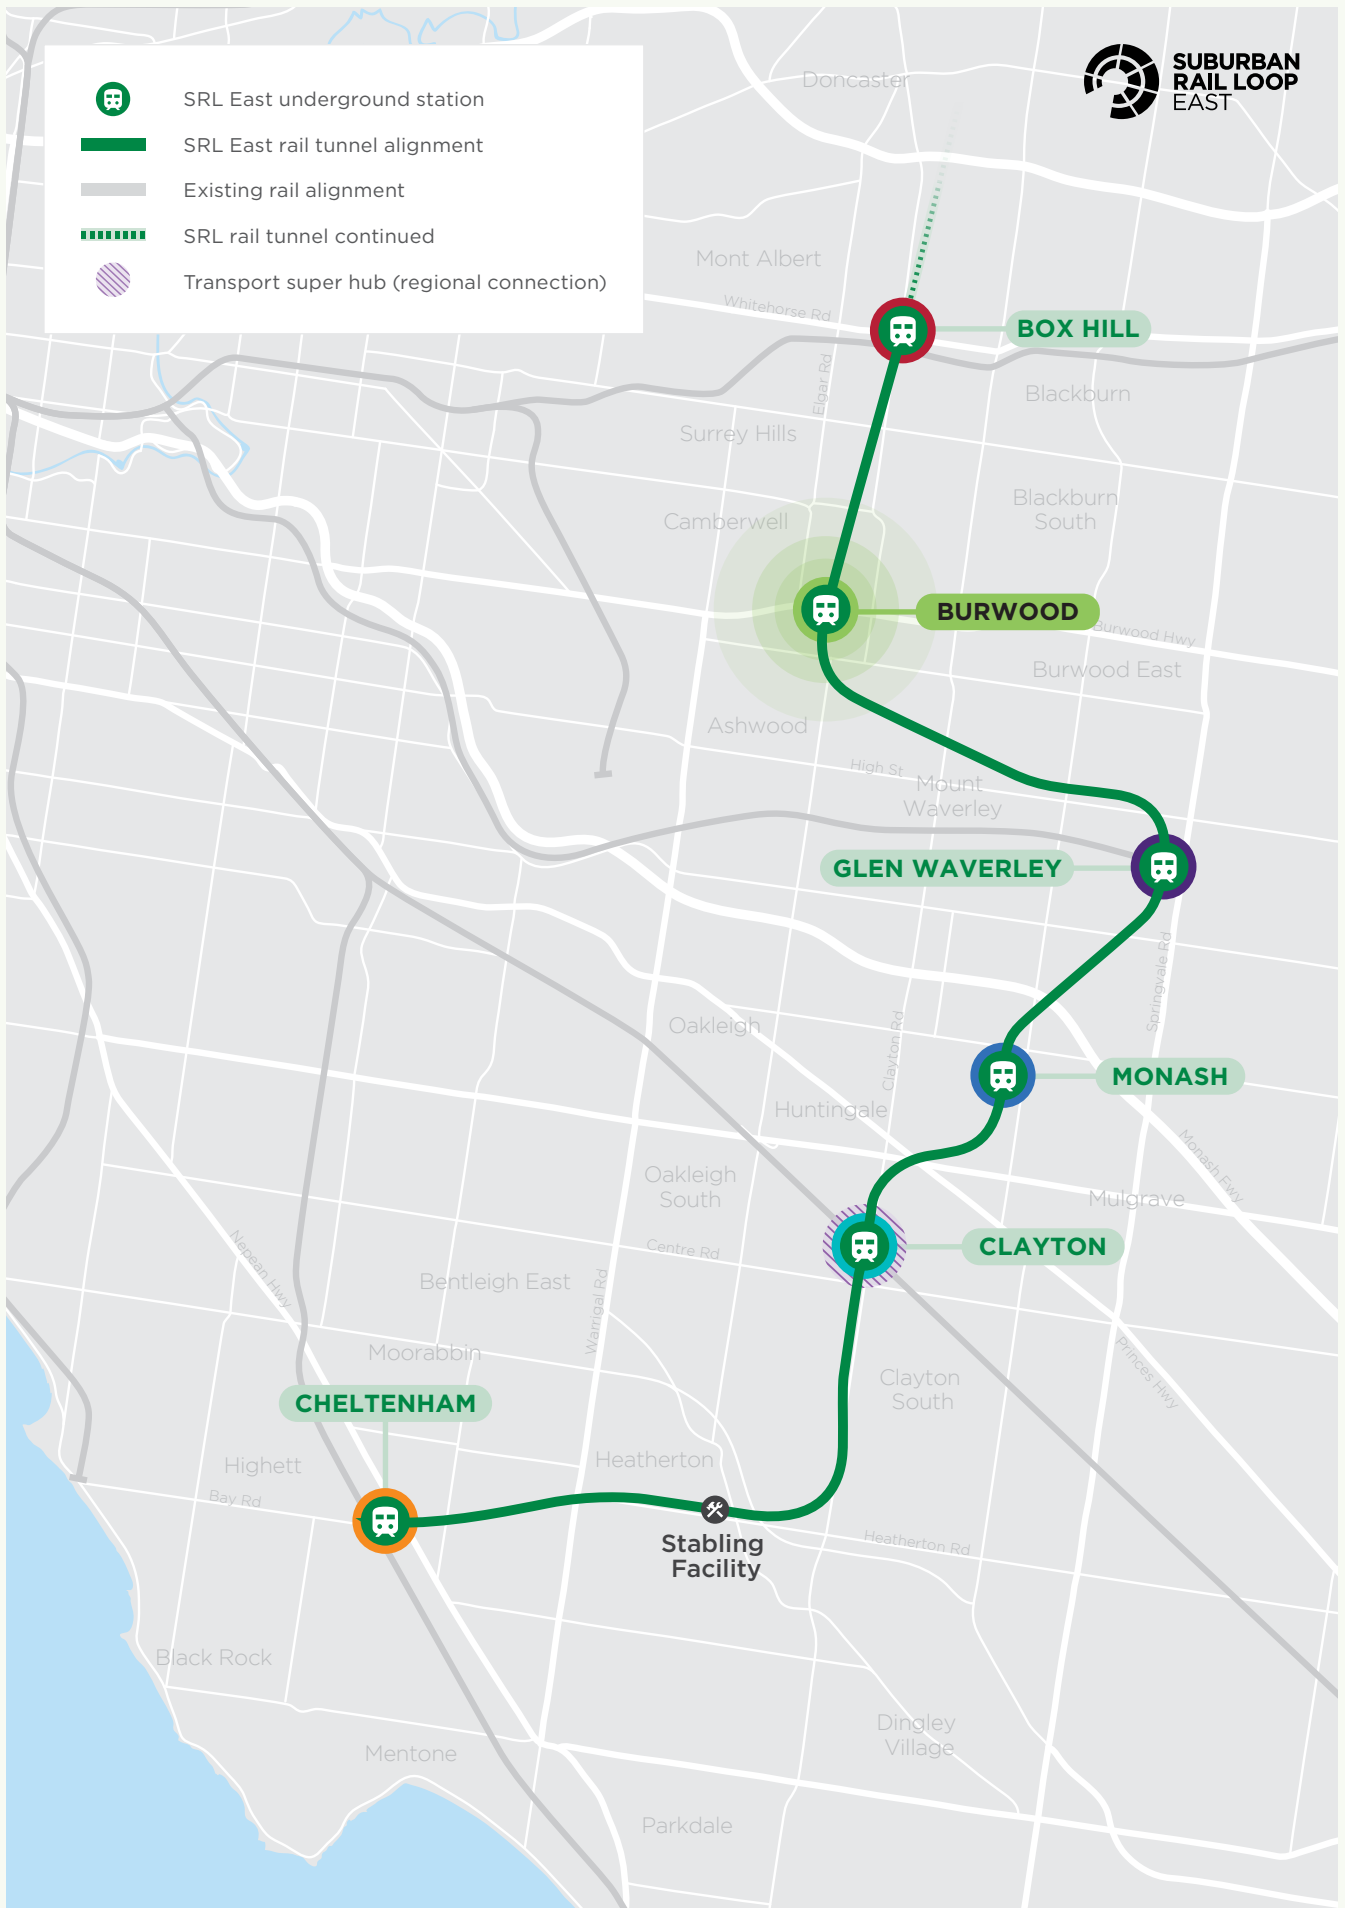 SRL East underground station
SRL East rail tunnel alignment
Existing rail alignment
SRL rail tunnel continued
Transport super hub (regional connection)
SUBURBAN
RAIL LOOP
EAST
Doncaster
Mont Albert
Whitehorse Rd
BOX HILL
Elgar Rd
Blackburn
Surrey Hills
Blackburn
South
Camberwell
BURWOOD
Burwood Hwy
Burwood East
Ashwood
High St
Mount
Waverley
GLEN WAVERLEY
Springvale Rd
Oakleigh
Clayton Rd
MONASH
Huntingale
Monash Fwy
Oakleigh
South
Mulgrave
Centre Rd
CLAYTON
Nepean Hwy
Bentleigh East
Warrigal Rd
Moorabbin
Princes Hwy
Clayton
South
CHELTENHAM
Highett
Heatherton
Bay Rd
Stabling
Facility
Heatherton Rd
Black Rock
Dingley
Village
Mentone
Parkdale